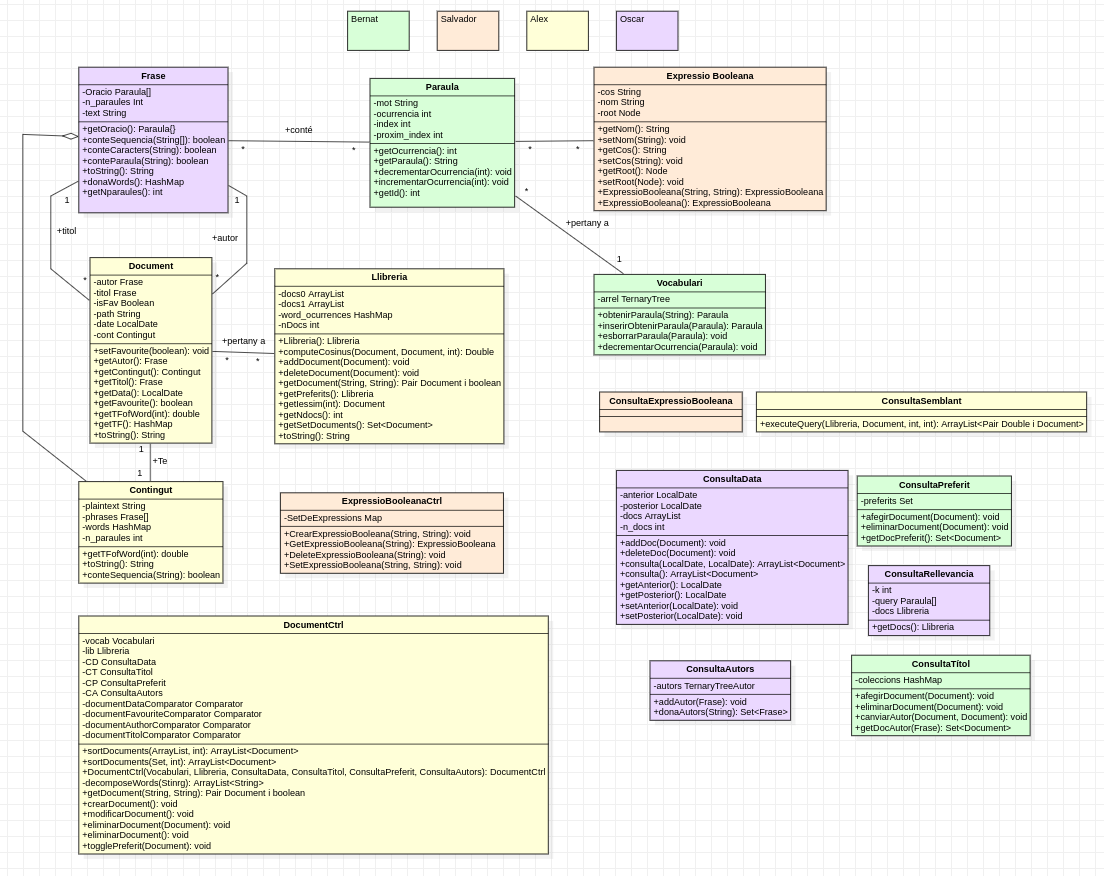 Bernat
Salvador
Alex
Oscar
Frase
-Oracio Paraula[]
-n_paraules Int
-text String
+getOracio(): Paraula{}
+conteSequencia(String[]): boolean
+conteCaracters(String): boolean
+conteParaula(String): boolean
+toString(): String
+donaWords(): HashMap
+getNparaules(): int
+conté
*
*
Paraula
-mot String
-ocurrencia int
-index int
-proxim_index int
+getOcurrencia(): int
+getParaula(): String
+decrementarOcurrencia(int): void
+incrementarOcurrencia(int): void
+getId(): int
*
*
Expressio Booleana
-cos String
-nom String
-root Node
+getNom(): String
+setNom(String): void
+getCos(): String
+setCos(String): void
+getRoot(): Node
+setRoot(Node): void
+ExpressioBooleana(String, String): ExpressioBooleana
+ExpressioBooleana(): ExpressioBooleana
1
+titol
*
1
+autor
*
*
+pertany a
1
Document
-autor Frase
-titol Frase
-isFav Boolean
-path String
-date LocalDate
-cont Contingut
+setFavourite(boolean): void
+getAutor(): Frase
+getContingut(): Contingut
+getTitol(): Frase
+getData(): LocalDate
+getFavourite(): boolean
+getTFofWord(int): double
+getTF(): HashMap
+toString(): String
+pertany a
*
*
Llibreria
-docs0 ArrayList
-docs1 ArrayList
-word_ocurrences HashMap
-nDocs int
+Llibreria(): Llibreria
+computeCosinus(Document, Document, int): Double
+addDocument(Document): void
+deleteDocument(Document): void
+getDocument(String, String): Pair Document i boolean
+getPreferits(): Llibreria
+getIessim(int): Document
+getNdocs(): int
+getSetDocuments(): Set<Document>
+toString(): String
Vocabulari
-arrel TernaryTree
+obtenirParaula(String): Paraula
+inserirObtenirParaula(Paraula): Paraula
+esborrarParaula(Paraula): void
+decrementarOcurrencia(Paraula): void
ConsultaExpressioBooleana
ConsultaSemblant
+executeQuery(Llibreria, Document, int, int): ArrayList<Pair Double i Document>
1
+Te
1
Contingut
-plaintext String
-phrases Frase[]
-words HashMap
-n_paraules int
+getTFofWord(int): double
+toString(): String
+conteSequencia(String): boolean
ExpressioBooleanaCtrl
-SetDeExpressions Map
+CrearExpressioBooleana(String, String): void
+GetExpressioBooleana(String): ExpressioBooleana
+DeleteExpressioBooleana(String): void
+SetExpressioBooleana(String, String): void
ConsultaData
-anterior LocalDate
-posterior LocalDate
-docs ArrayList
-n_docs int
+addDoc(Document): void
+deleteDoc(Document): void
+consulta(LocalDate, LocalDate): ArrayList<Document>
+consulta(): ArrayList<Document>
+getAnterior(): LocalDate
+getPosterior(): LocalDate
+setAnterior(LocalDate): void
+setPosterior(LocalDate): void
ConsultaPreferit
-preferits Set
+afegirDocument(Document): void
+eliminarDocument(Document): void
+getDocPreferit(): Set<Document>
ConsultaRellevancia
-k int
-query Paraula[]
-docs Llibreria
+getDocs(): Llibreria
DocumentCtrl
-vocab Vocabulari
-lib Llibreria
-CD ConsultaData
-CT ConsultaTitol
-CP ConsultaPreferit
-CA ConsultaAutors
-documentDataComparator Comparator
-documentFavouriteComparator Comparator
-documentAuthorComparator Comparator
-documentTitolComparator Comparator
+sortDocuments(ArrayList, int): ArrayList<Document>
+sortDocuments(Set, int): ArrayList<Document>
+DocumentCtrl(Vocabulari, Llibreria, ConsultaData, ConsultaTitol, ConsultaPreferit, ConsultaAutors): DocumentCtrl
-decomposeWords(Stinrg): ArrayList<String>
+getDocument(String, String): Pair Document i boolean
+crearDocument(): void
+modificarDocument(): void
+eliminarDocument(Document): void
+eliminarDocument(): void
+togglePreferit(Document): void
ConsultaAutors
-autors TernaryTreeAutor
+addAutor(Frase): void
+donaAutors(String): Set<Frase>
ConsultaTítol
-coleccions HashMap
+afegirDocument(Document): void
+eliminarDocument(Document): void
+canviarAutor(Document, Document): void
+getDocAutor(Frase): Set<Document>